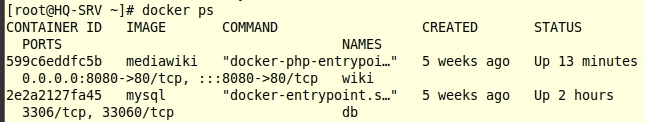 [root@HQ-SRV ~]# docker ps
CONTAINER ID   IMAGE       COMMAND                  CREATED       STATUS
  PORTS                                   NAMES
599c6eddfc5b   mediawiki   "docker-php-entrypoi…"   5 weeks ago   Up 13 minutes
  0.0.0.0:8080->80/tcp, :::8080->80/tcp   wiki
2e2a2127fa45   mysql       "docker-entrypoint.s…"   5 weeks ago   Up 2 hours
  3306/tcp, 33060/tcp                     db